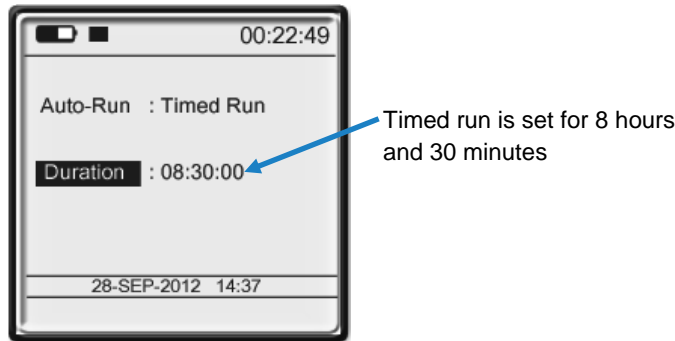 00:22:49
Auto-Run : Timed Run
Duration : 08:30:00
28-SEP-2012 14:37
Timed run is set for 8 hours
and 30 minutes